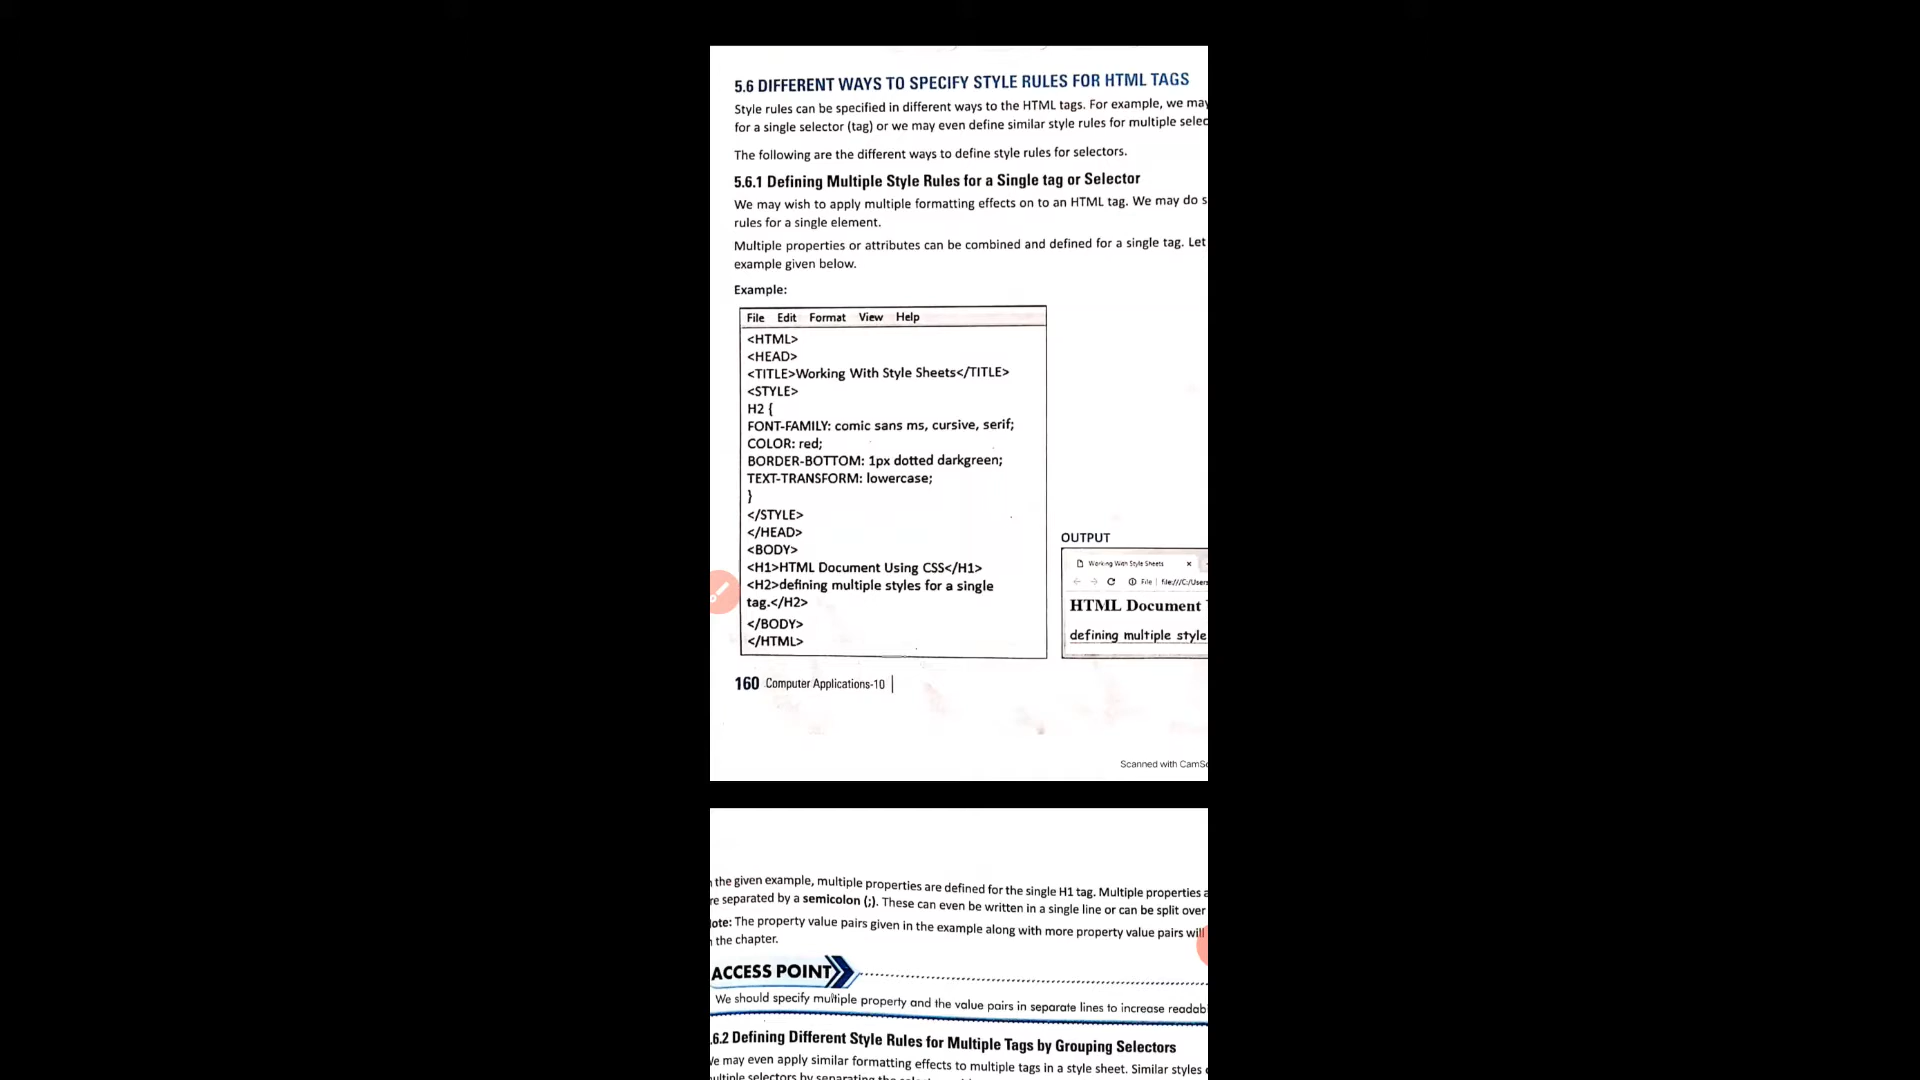 5.6 DIFFERENT WAYS TO SPECIFY STYLE RULES FOR HTML TAGS
Style rules can be specified in different ways to the HTML tags. For example, we may
for a single selector (tag) or we may even define similar style rules for multiple selec
The following are the different ways to define style rules for selectors.
5.6.1 Defining Multiple Style Rules for a Single tag or Selector
We may wish to apply multiple formatting effects on to an HTML tag. We may do s
rules for a single element.
Multiple properties or attributes can be combined and defined for a single tag. Let
example given below.
Example:
File Edit Format View Help
<HTML>
<HEAD>
<TITLE>Working With Style Sheets</TITLE>
<STYLE>
H2 {
FONT-FAMILY: comic sans ms, cursive, serif;
COLOR: red;
BORDER-BOTTOM: 1px dotted darkgreen;
TEXT-TRANSFORM: lowercase;
}
</STYLE>
</HEAD>
<BODY>
<H1>HTML Document Using CSS</H1>
<H2>defining multiple styles for a single
tag.</H2>
</BODY>
</HTML>
OUTPUT
Working With Style Sheets
File | file:///C:/Users
HTML Document
defining multiple style
160 Computer Applications-10
Scanned with CamSc
the given example, multiple properties are defined for the single H1 tag. Multiple properties a
re separated by a semicolon (;). These can even be written in a single line or can be split over
ote: The property value pairs given in the example along with more property value pairs will
the chapter.
ACCESS POINT
We should specify multiple property and the value pairs in separate lines to increase readab
.6.2 Defining Different Style Rules for Multiple Tags by Grouping Selectors
e may even apply similar formatting effects to multiple tags in a style sheet. Similar styles
ultiple selectors by separating the